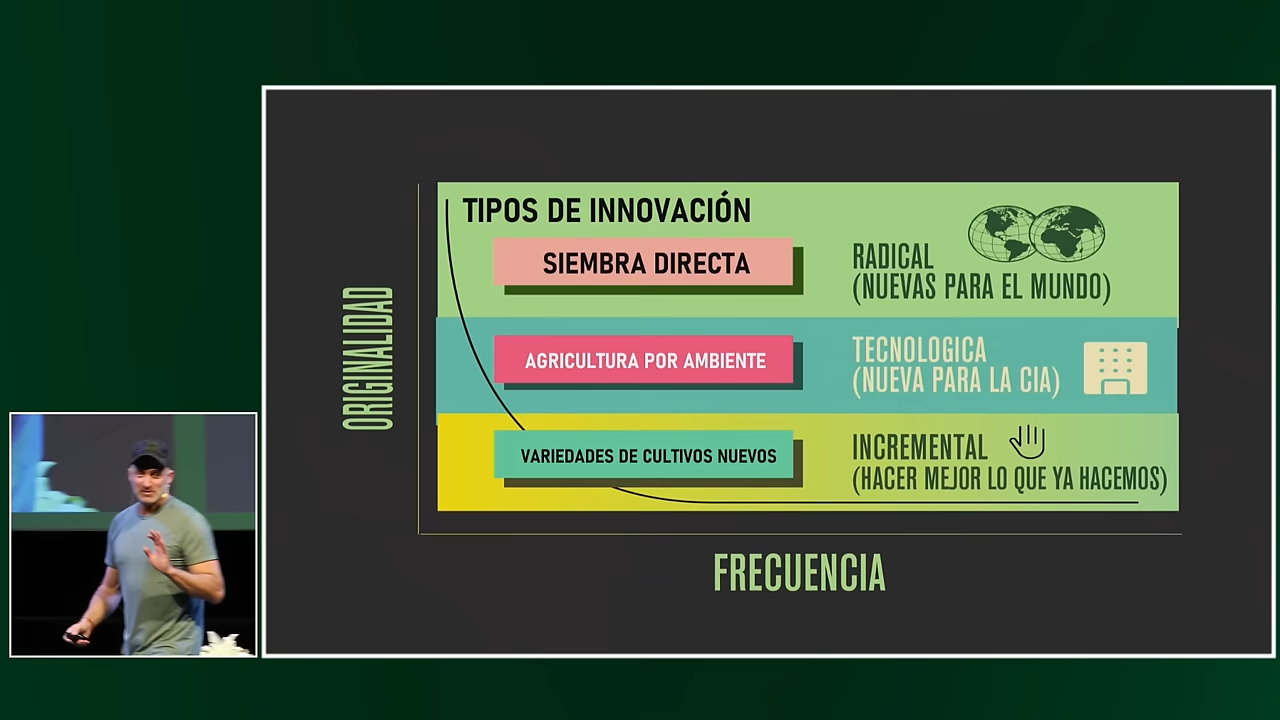 TIPOS DE INNOVACIÓN
SIEMBRA DIRECTA
RADICAL
(NUEVAS PARA EL MUNDO)
AGRICULTURA POR AMBIENTE
TECNOLOGICA
(NUEVA PARA LA CIA)
VARIEDADES DE CULTIVOS NUEVOS
INCREMENTAL
(HACER MEJOR LO QUE YA HACEMOS)
ORIGINALIDAD
FRECUENCIA